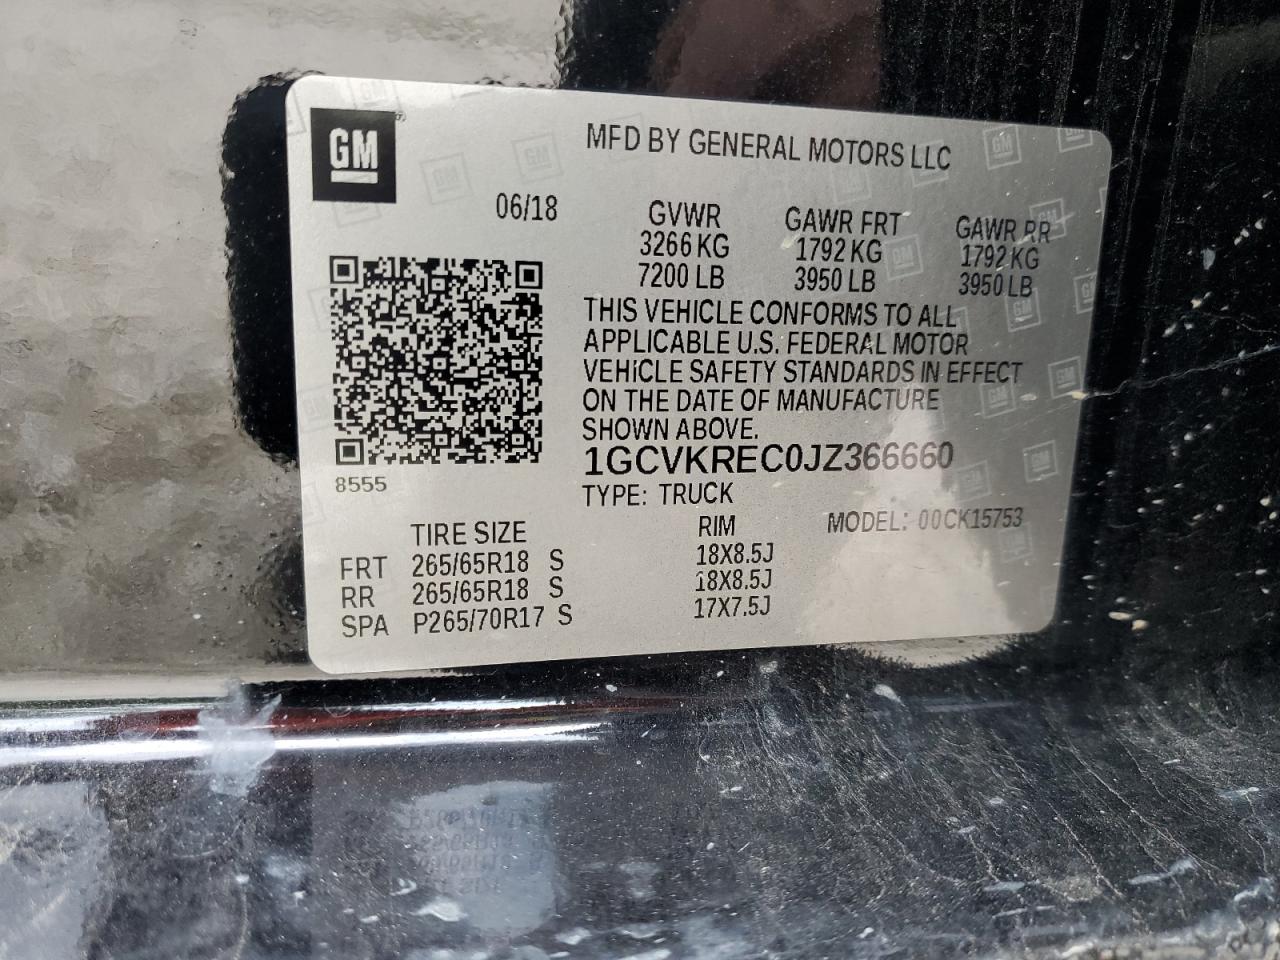 GM
MFD BY GENERAL MOTORS LLC
06/18
GVWR GAWR FRT GAWR RR
3266 KG 1792 KG 1792 KG
7200 LB 3950 LB 3950 LB
THIS VEHICLE CONFORMS TO ALL
APPLICABLE U.S. FEDERAL MOTOR
VEHICLE SAFETY STANDARDS IN EFFECT
ON THE DATE OF MANUFACTURE
SHOWN ABOVE.
1GCVKREC0JZ366660
8555
TYPE: TRUCK
MODEL: 00CK15753
TIRE SIZE RIM
FRT 265/65R18 S 18X8.5J
RR 265/65R18 S 18X8.5J
SPA P265/70R17 S 17X7.5J